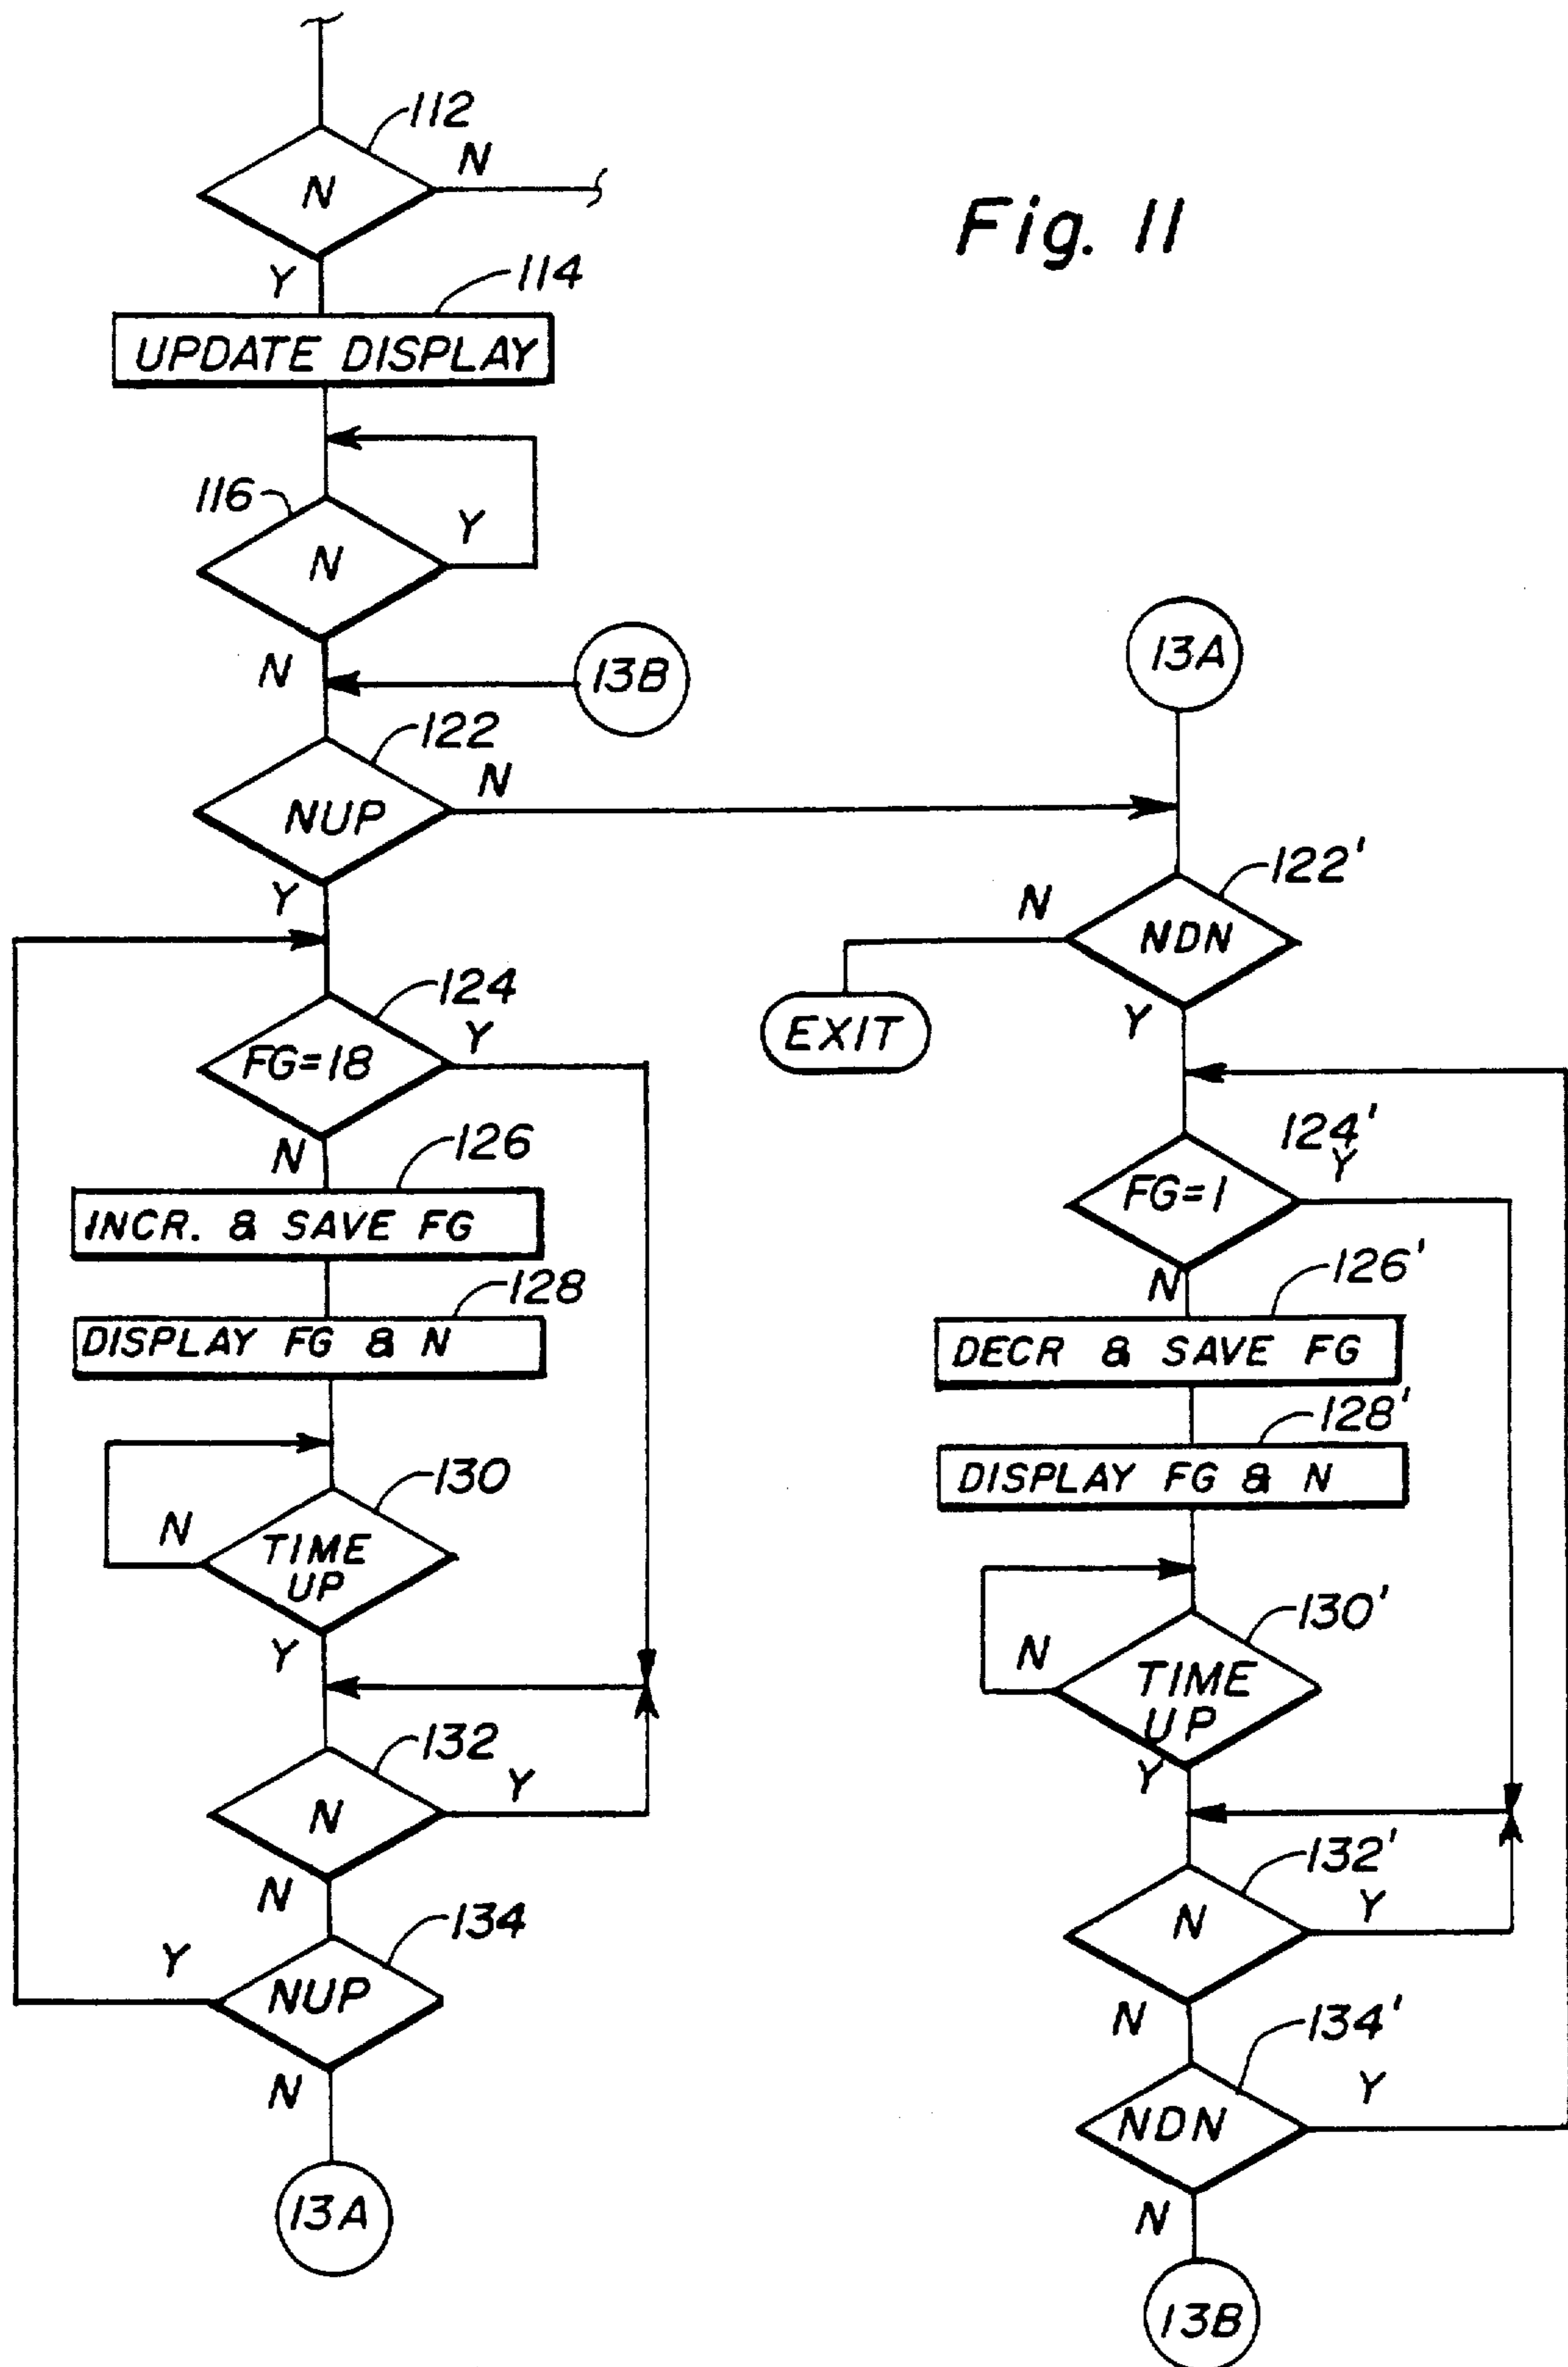 112
N
N
Fig. 11
Y
114
UPDATE DISPLAY
116
Y
N
N
13B
13A
122
N
NUP
Y
122'
N
NDN
EXIT
Y
124
Y
FG=18
N
124'
Y
FG=1
N
126
INCR. & SAVE FG
128
DISPLAY FG & N
126'
DECR & SAVE FG
128'
DISPLAY FG & N
130
N
TIME
UP
Y
130'
N
TIME
UP
Y
132
Y
N
N
132'
Y
N
N
134
Y
NUP
N
134'
Y
NDN
N
13A
13B